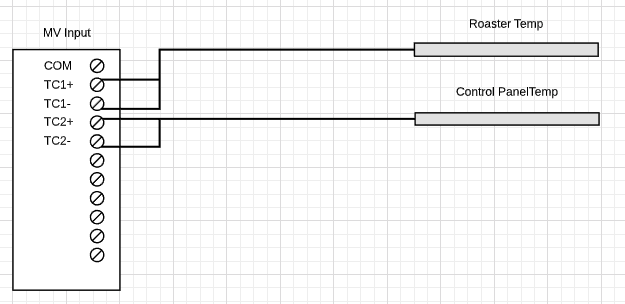 Roaster Temp
MV Input
COM
TC1+
TC1-
TC2+
TC2-
Control PanelTemp